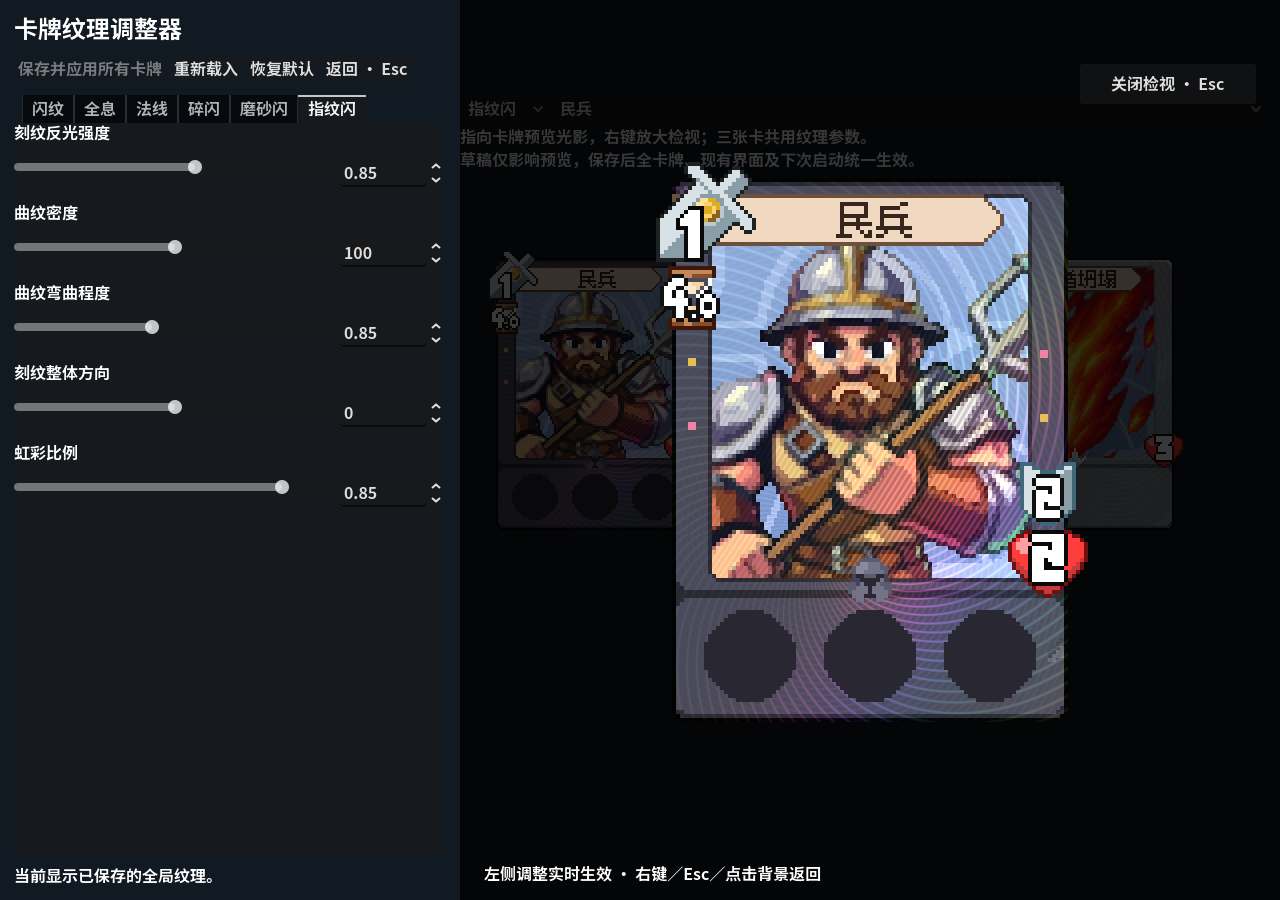 卡牌纹理调整器
保存并应用所有卡牌 重新载入 恢复默认 返回 · Esc
闪纹 全息 法线 碎闪 磨砂闪 指纹闪
刻纹反光强度
0.85
曲纹密度
100
曲纹弯曲程度
0.85
刻纹整体方向
0
虹彩比例
0.85
当前显示已保存的全局纹理。
关闭检视 · Esc
指纹闪 民兵
指向卡牌预览光影，右键放大检视；三张卡共用纹理参数。
草稿仅影响预览，保存后全卡牌、现有界面及下次启动统一生效。
民兵
1
民兵
1
坍塌
3
2
2
左侧调整实时生效 · 右键／Esc／点击背景返回